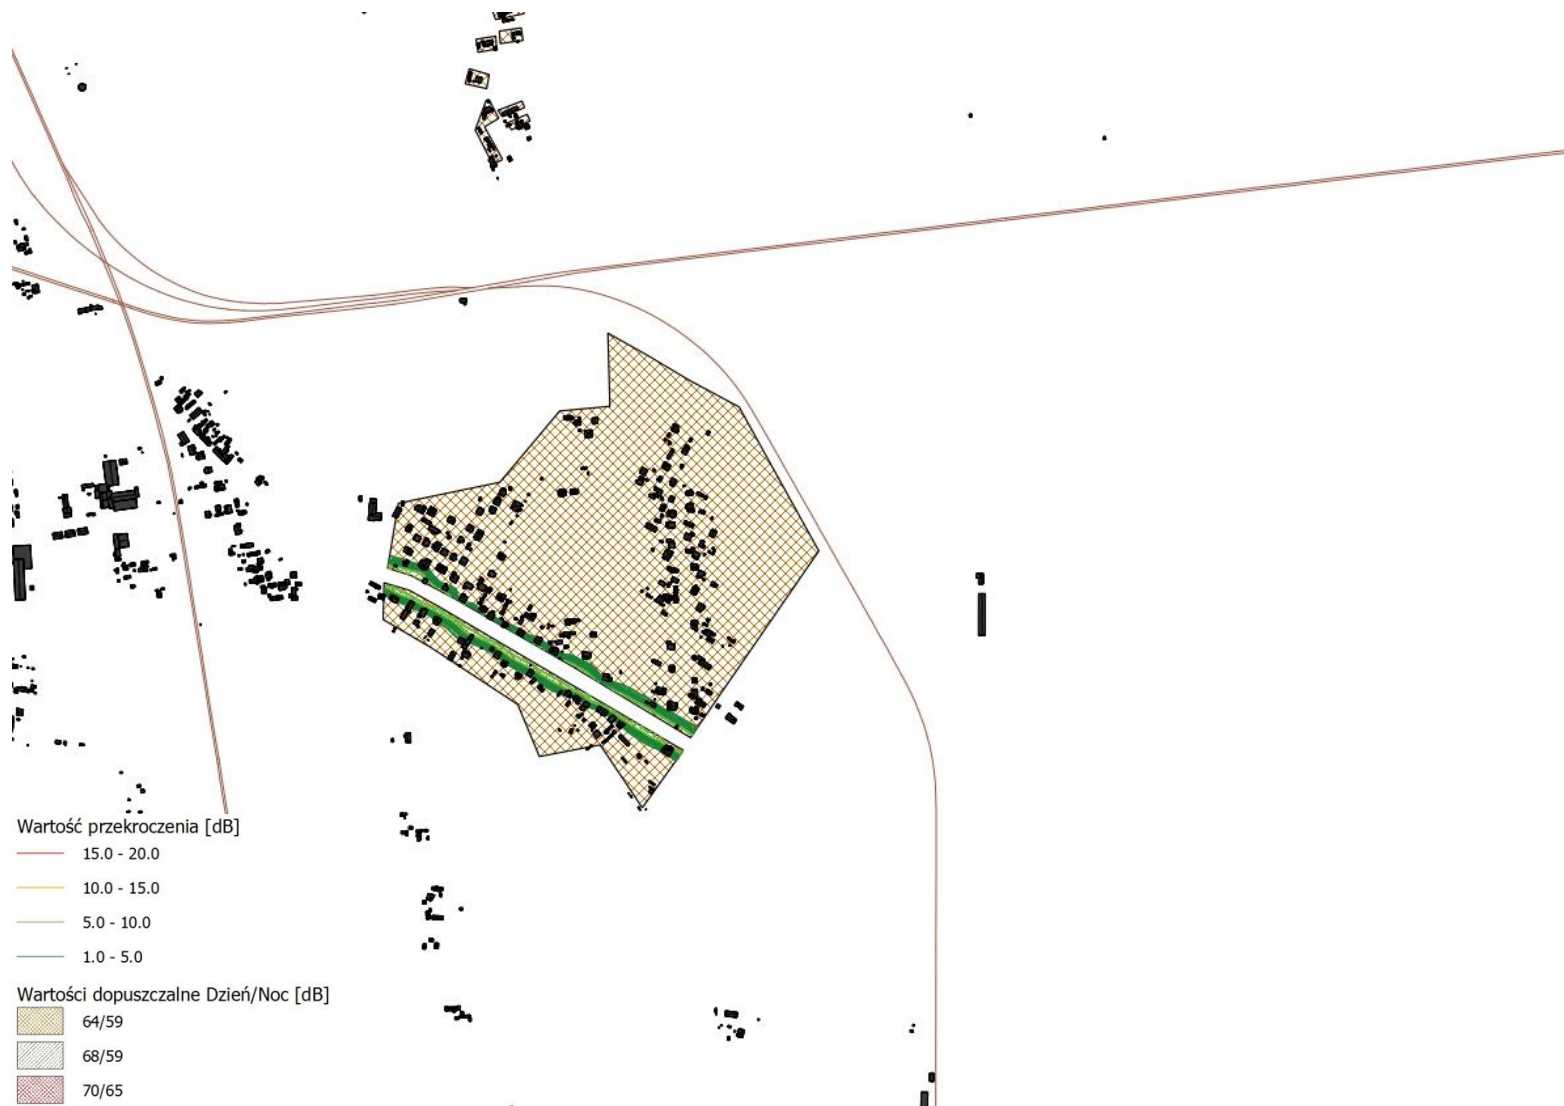 Wartość przekroczenia [dB]
15.0 - 20.0
10.0 - 15.0
5.0 - 10.0
1.0 - 5.0
Wartości dopuszczalne Dzień/Noc [dB]
64/59
68/59
70/65